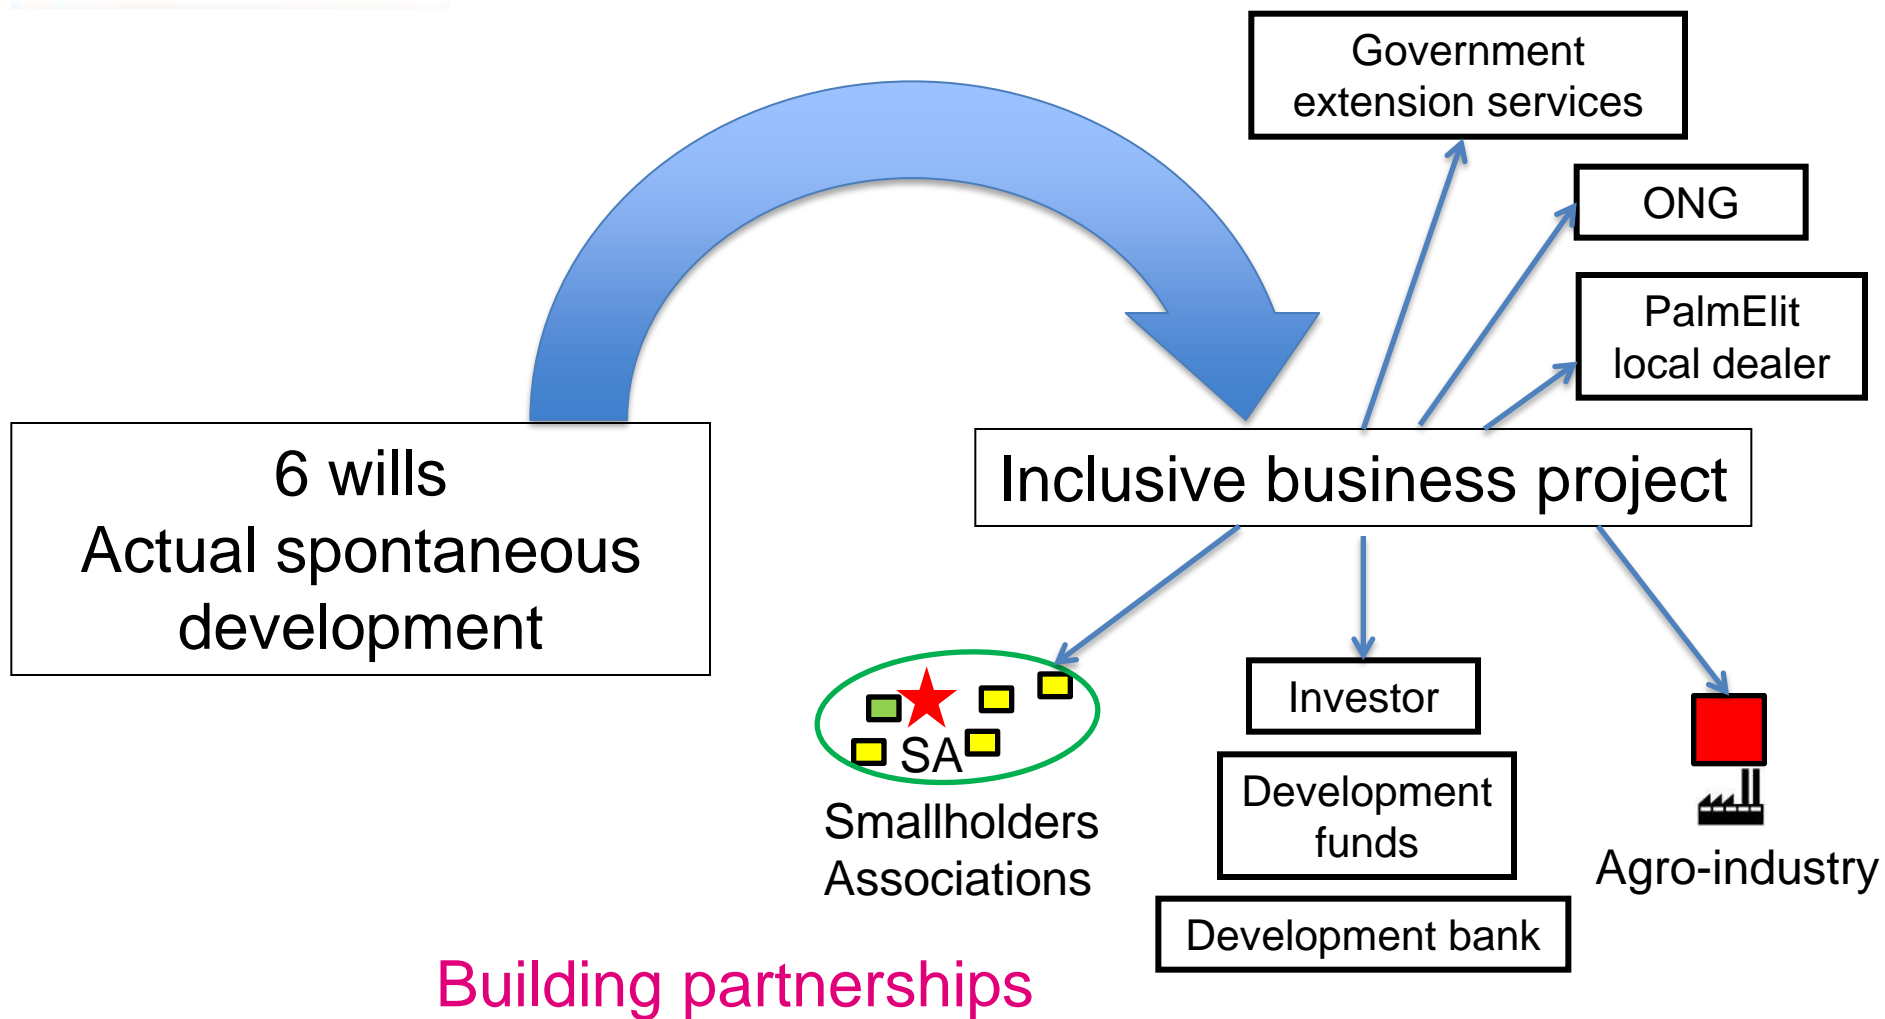 Government
extension services
ONG
PalmElit
local dealer
6 wills
Actual spontaneous
development
Inclusive business project
SA
Smallholders
Associations
Investor
Development
funds
Development bank
Agro-industry
Building partnerships